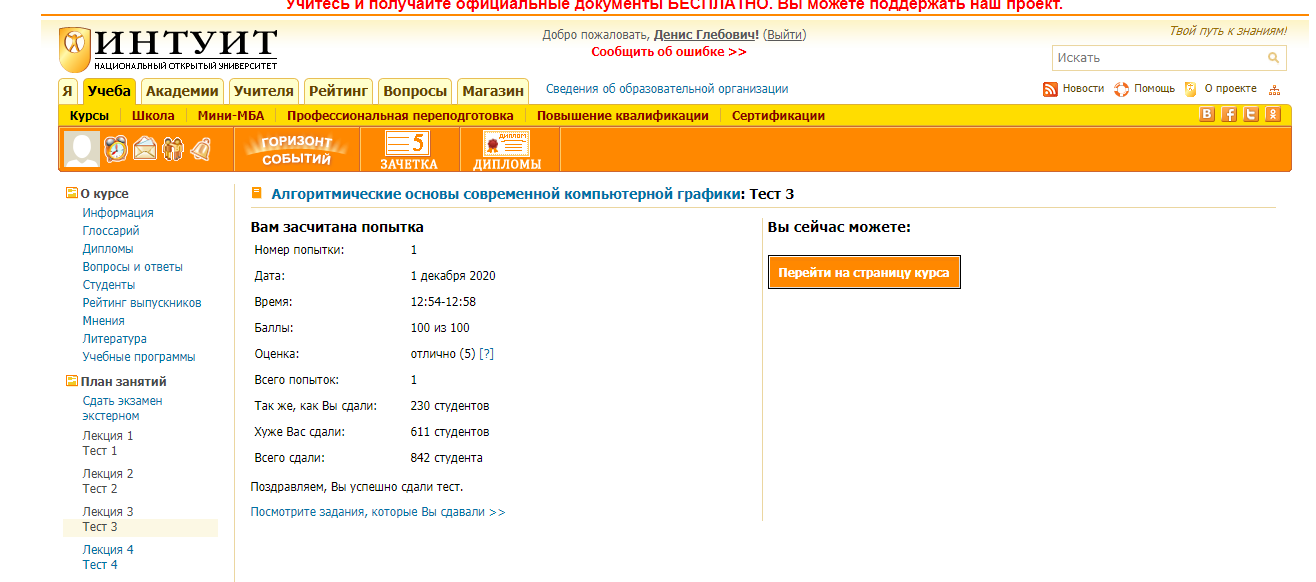 Учитесь и получайте официальные документы БЕСПЛАТНО. Вы можете поддержать наш проект.
ИНТУИТ
НАЦИОНАЛЬНЫЙ ОТКРЫТЫЙ УНИВЕРСИТЕТ
Добро пожаловать, Денис Глебович! (Выйти)
Сообщить об ошибке >>
Твой путь к знаниям!
Искать
Я Учеба Академии Учителя Рейтинг Вопросы Магазин Сведения об образовательной организации
Новости Помощь О проекте
Курсы Школа Мини-МБА Профессиональная переподготовка Повышение квалификации Сертификации
ГОРИЗОНТ СОБЫТИЙ
5 ЗАЧЕТКА
ДИПЛОМ
ДИПЛОМЫ
О курсе
Информация
Глоссарий
Дипломы
Вопросы и ответы
Студенты
Рейтинг выпускников
Мнения
Литература
Учебные программы
План занятий
Сдать экзамен
экстерном
Лекция 1
Тест 1
Лекция 2
Тест 2
Лекция 3
Тест 3
Лекция 4
Тест 4
Алгоритмические основы современной компьютерной графики: Тест 3
Вам засчитана попытка
Номер попытки: 1
Дата: 1 декабря 2020
Время: 12:54-12:58
Баллы: 100 из 100
Оценка: отлично (5) [?]
Всего попыток: 1
Так же, как Вы сдали: 230 студентов
Хуже Вас сдали: 611 студентов
Всего сдали: 842 студента
Поздравляем, Вы успешно сдали тест.
Посмотрите задания, которые Вы сдавали >>
Вы сейчас можете:
Перейти на страницу курса